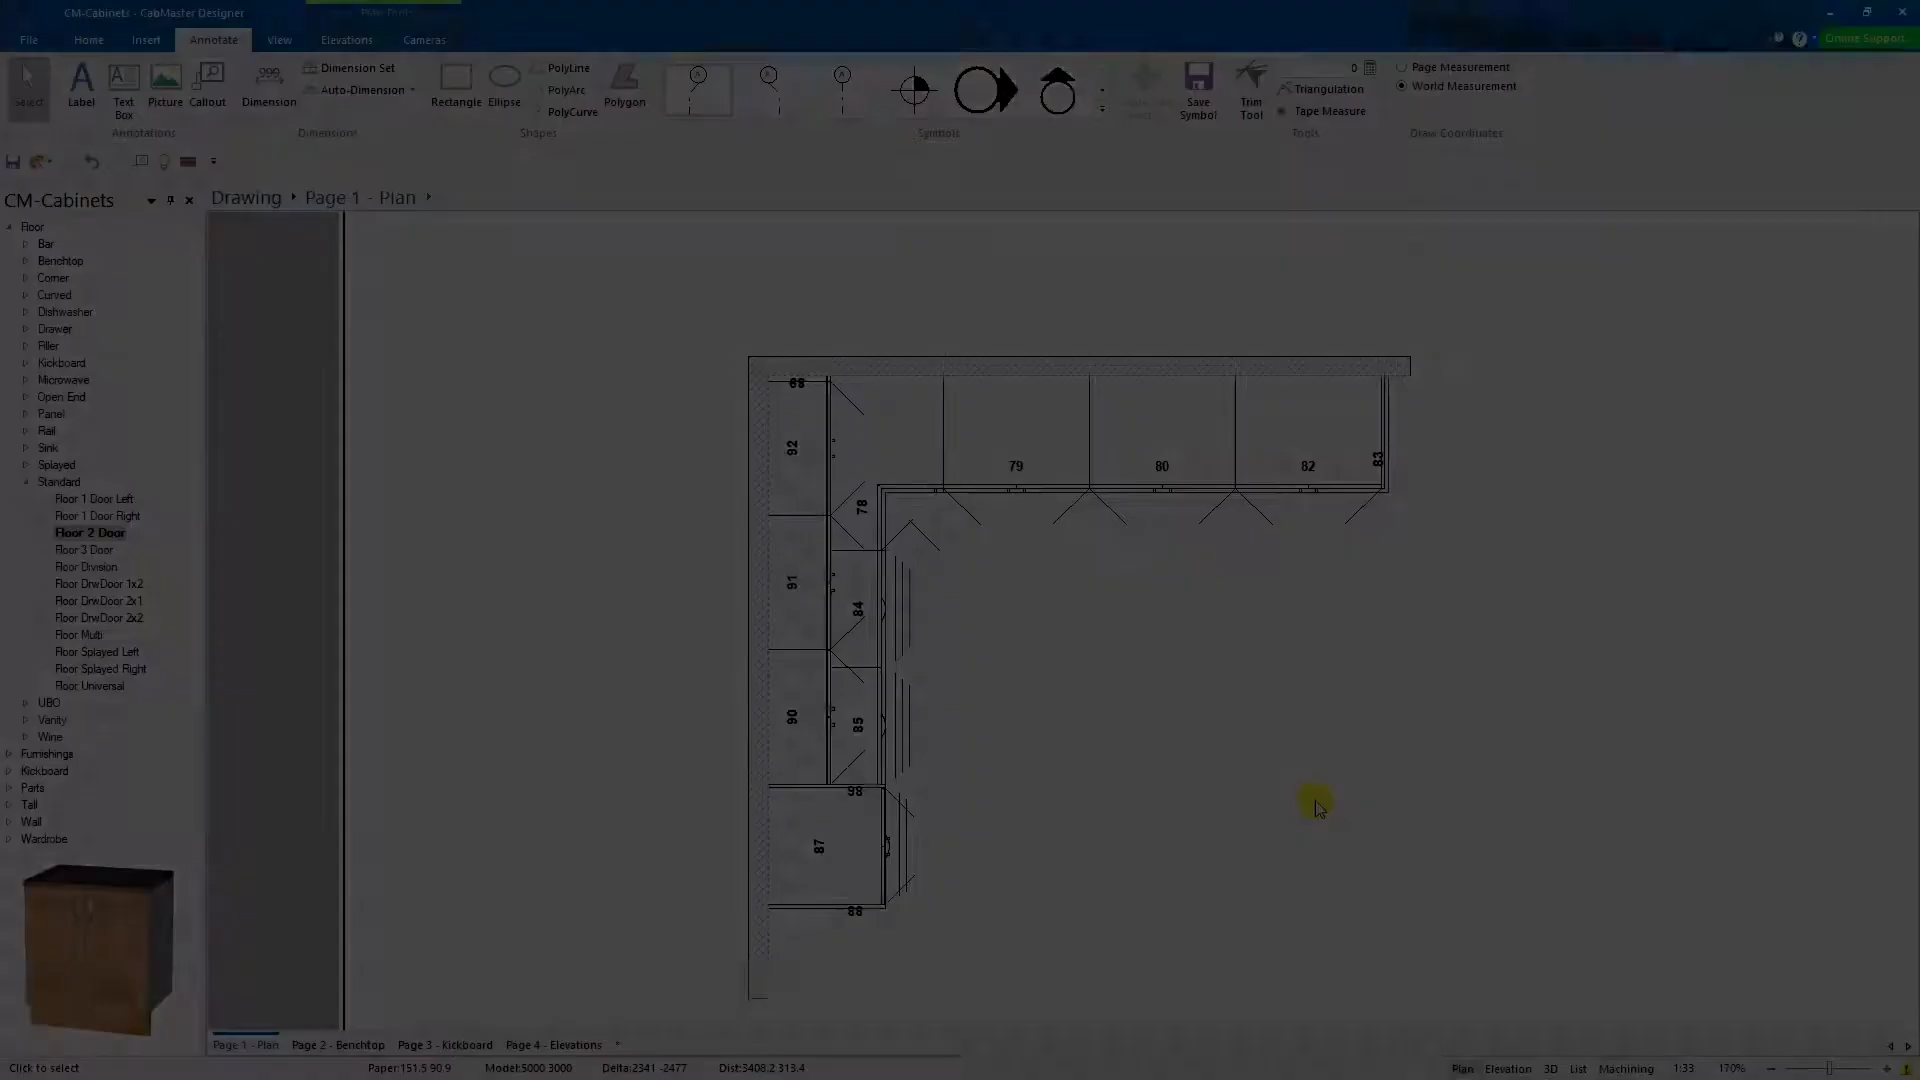 CM-Cabinets - CabMaster Designer
Plan Tools
File Home Insert Annotate View Elevations Cameras
Online Support
Select
Label
Text Box
Picture
Callout
Annotations
Dimension
Dimension Set
Auto-Dimension
Dimensions
Rectangle
Ellipse
PolyLine
PolyArc
PolyCurve
Polygon
Shapes
A
A
A
Symbols
Save Symbol
Trim Tool
0
Triangulation
Tape Measure
Tools
Page Measurement
World Measurement
Draw Coordinates
CM-Cabinets
Drawing Page 1 - Plan
Floor
Bar
Benchtop
Corner
Curved
Dishwasher
Drawer
Filler
Kickboard
Microwave
Open End
Panel
Rail
Sink
Splayed
Standard
Floor 1 Door Left
Floor 1 Door Right
Floor 2 Door
Floor 3 Door
Floor Division
Floor DrwDoor 1x2
Floor DrwDoor 2x1
Floor DrwDoor 2x2
Floor Multi
Floor Splayed Left
Floor Splayed Right
Floor Universal
UBO
Vanity
Wine
Furnishings
Kickboard
Parts
Tall
Wall
Wardrobe
92
79
80
82
83
78
91
84
90
85
87
Page 1 - Plan Page 2 - Benchtop Page 3 - Kickboard Page 4 - Elevations
Click to select
Paper:151.5 90.9
Model:5000 3000
Delta:2341 -2477
Dist:3408.2 313.4
Plan Elevation 3D List Machining 1:33 170%